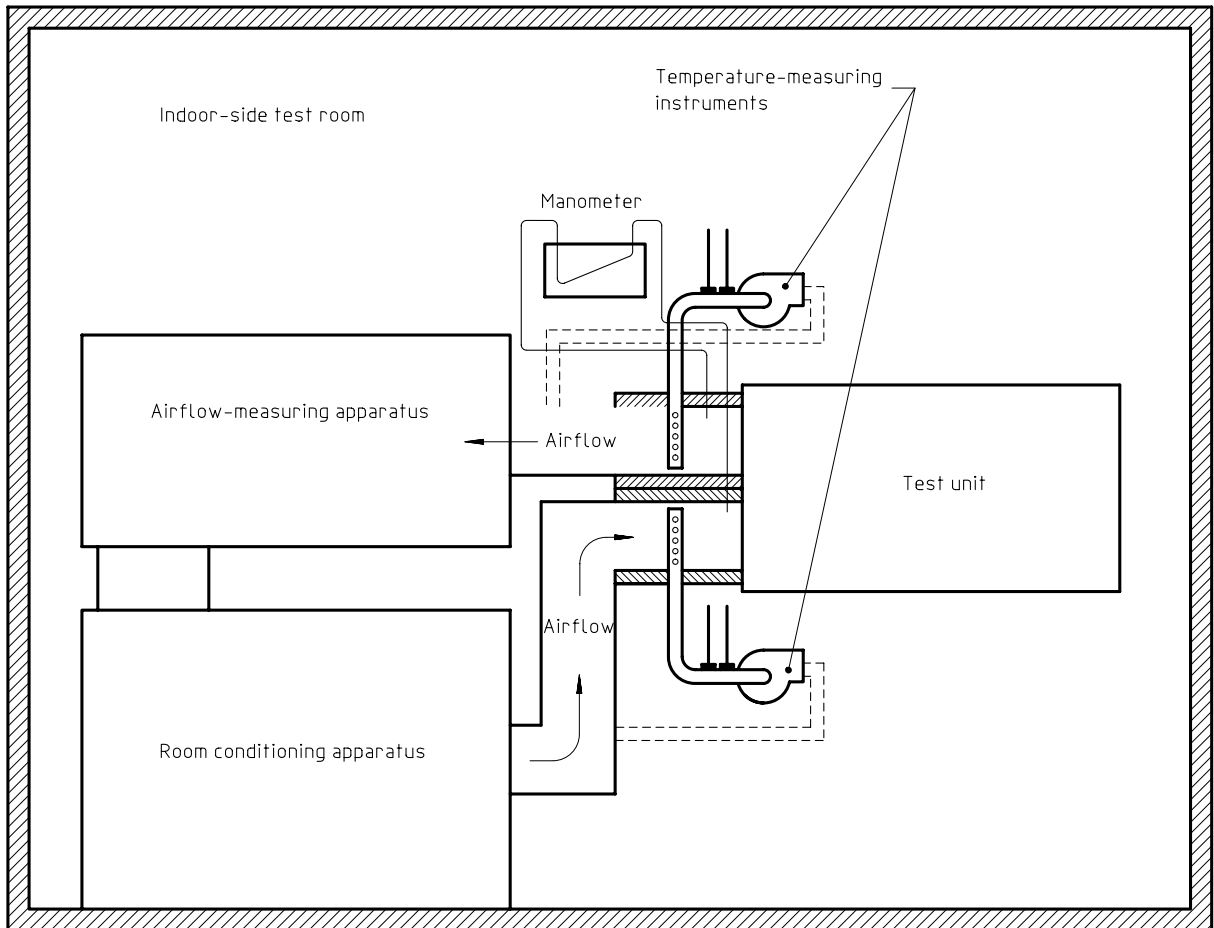 Temperature-measuring
instruments
Indoor-side test room
Manometer
Airflow-measuring apparatus
Airflow
Test unit
Airflow
Room conditioning apparatus